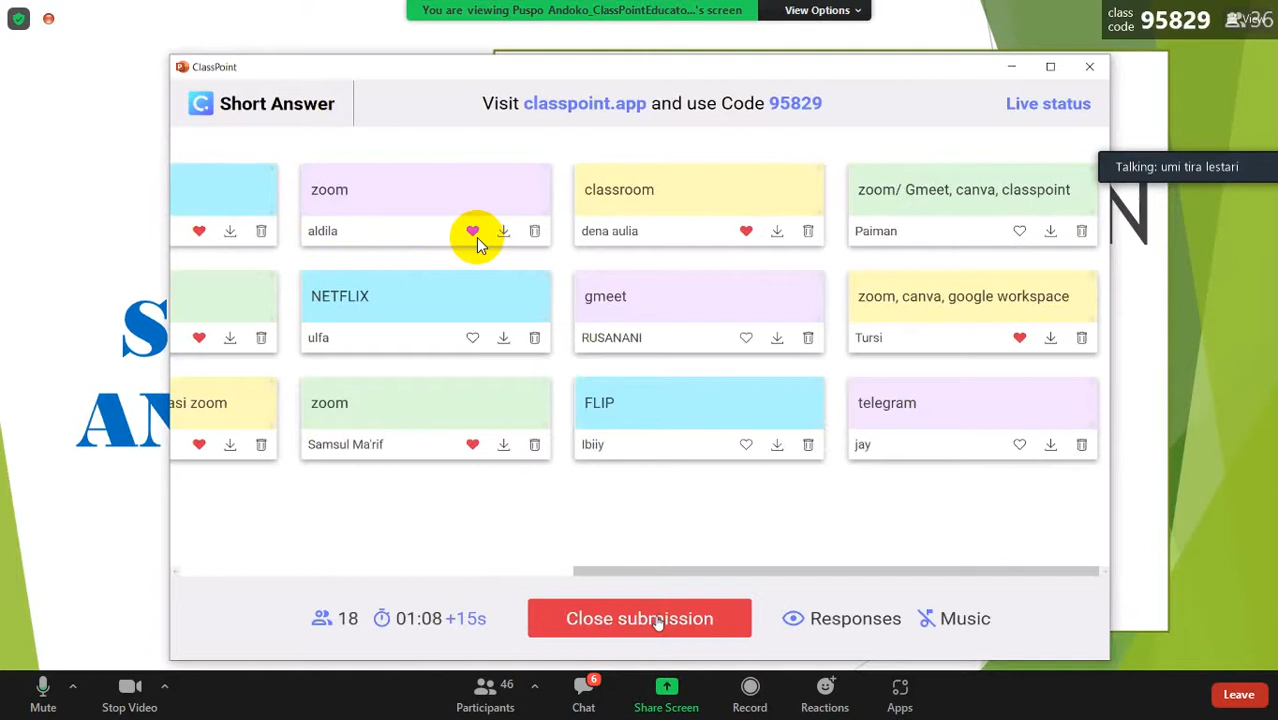 You are viewing Puspo Andoko_ClassPointEducato...'s screen
View Options
class code 95829
36
View
ClassPoint
C. Short Answer
Visit classpoint.app and use Code 95829
Live status
Talking: umi tira lestari
zoom
classroom
zoom/ Gmeet, canva, classpoint
aldila
dena aulia
Paiman
N
NETFLIX
gmeet
zoom, canva, google workspace
ulfa
RUSANANI
Tursi
S
asi zoom
zoom
FLIP
telegram
AN
Samsul Ma'rif
Ibiiy
jay
18
01:08 +15s
Close submission
Responses
Music
Mute
Stop Video
46
Participants
6
Chat
Share Screen
Record
Reactions
Apps
Leave